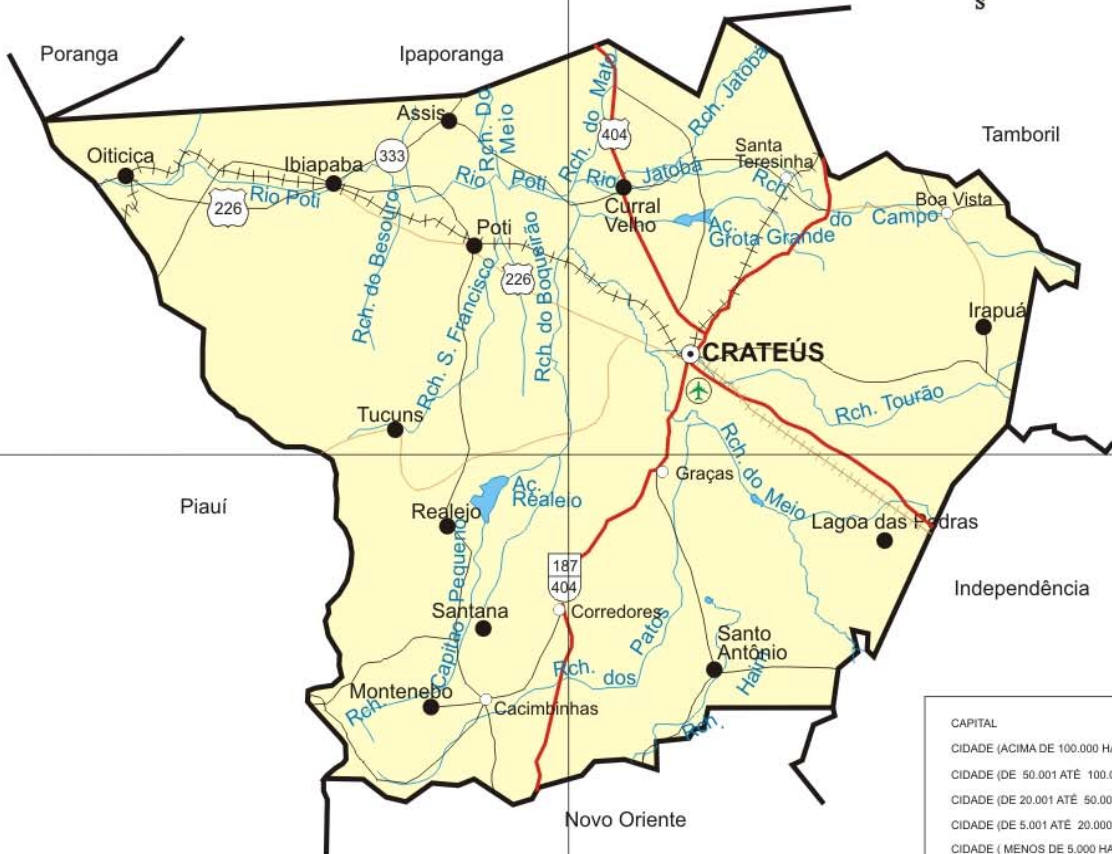 S
Poranga
Ipaporanga
Tamboril
Assis
Rch. Do
Meio
Rch. do Mato
Rch. Jatobá
404
333
Oiticica
Ibiapaba
Santa
Teresinha
Rio Poti
Rio Poti
Rio Jatobá
Rch. do Campo
Boa Vista
226
Curral
Velho
Aç.
Grota Grande
Poti
226
Rch. do Besouro
Rch. S. Francisco
Rch do Boqueirão
Irapuá
CRATEÚS
Rch. Tourão
Tucuns
Rch. do Meio
Graças
Piauí
Aç.
Realeio
Realejo
Lagoa das Pedras
187
404
Independência
Santana
Corredores
Rch. Capitao Pequeno
Rch. dos Patos
Santo
Antônio
Rch. Haim
Montenebo
Cacimbinhas
Novo Oriente
CAPITAL
CIDADE (ACIMA DE 100.000 HA
CIDADE (DE 50.001 ATÉ 100.0
CIDADE (DE 20.001 ATÉ 50.00
CIDADE (DE 5.001 ATÉ 20.000
CIDADE ( MENOS DE 5.000 HA